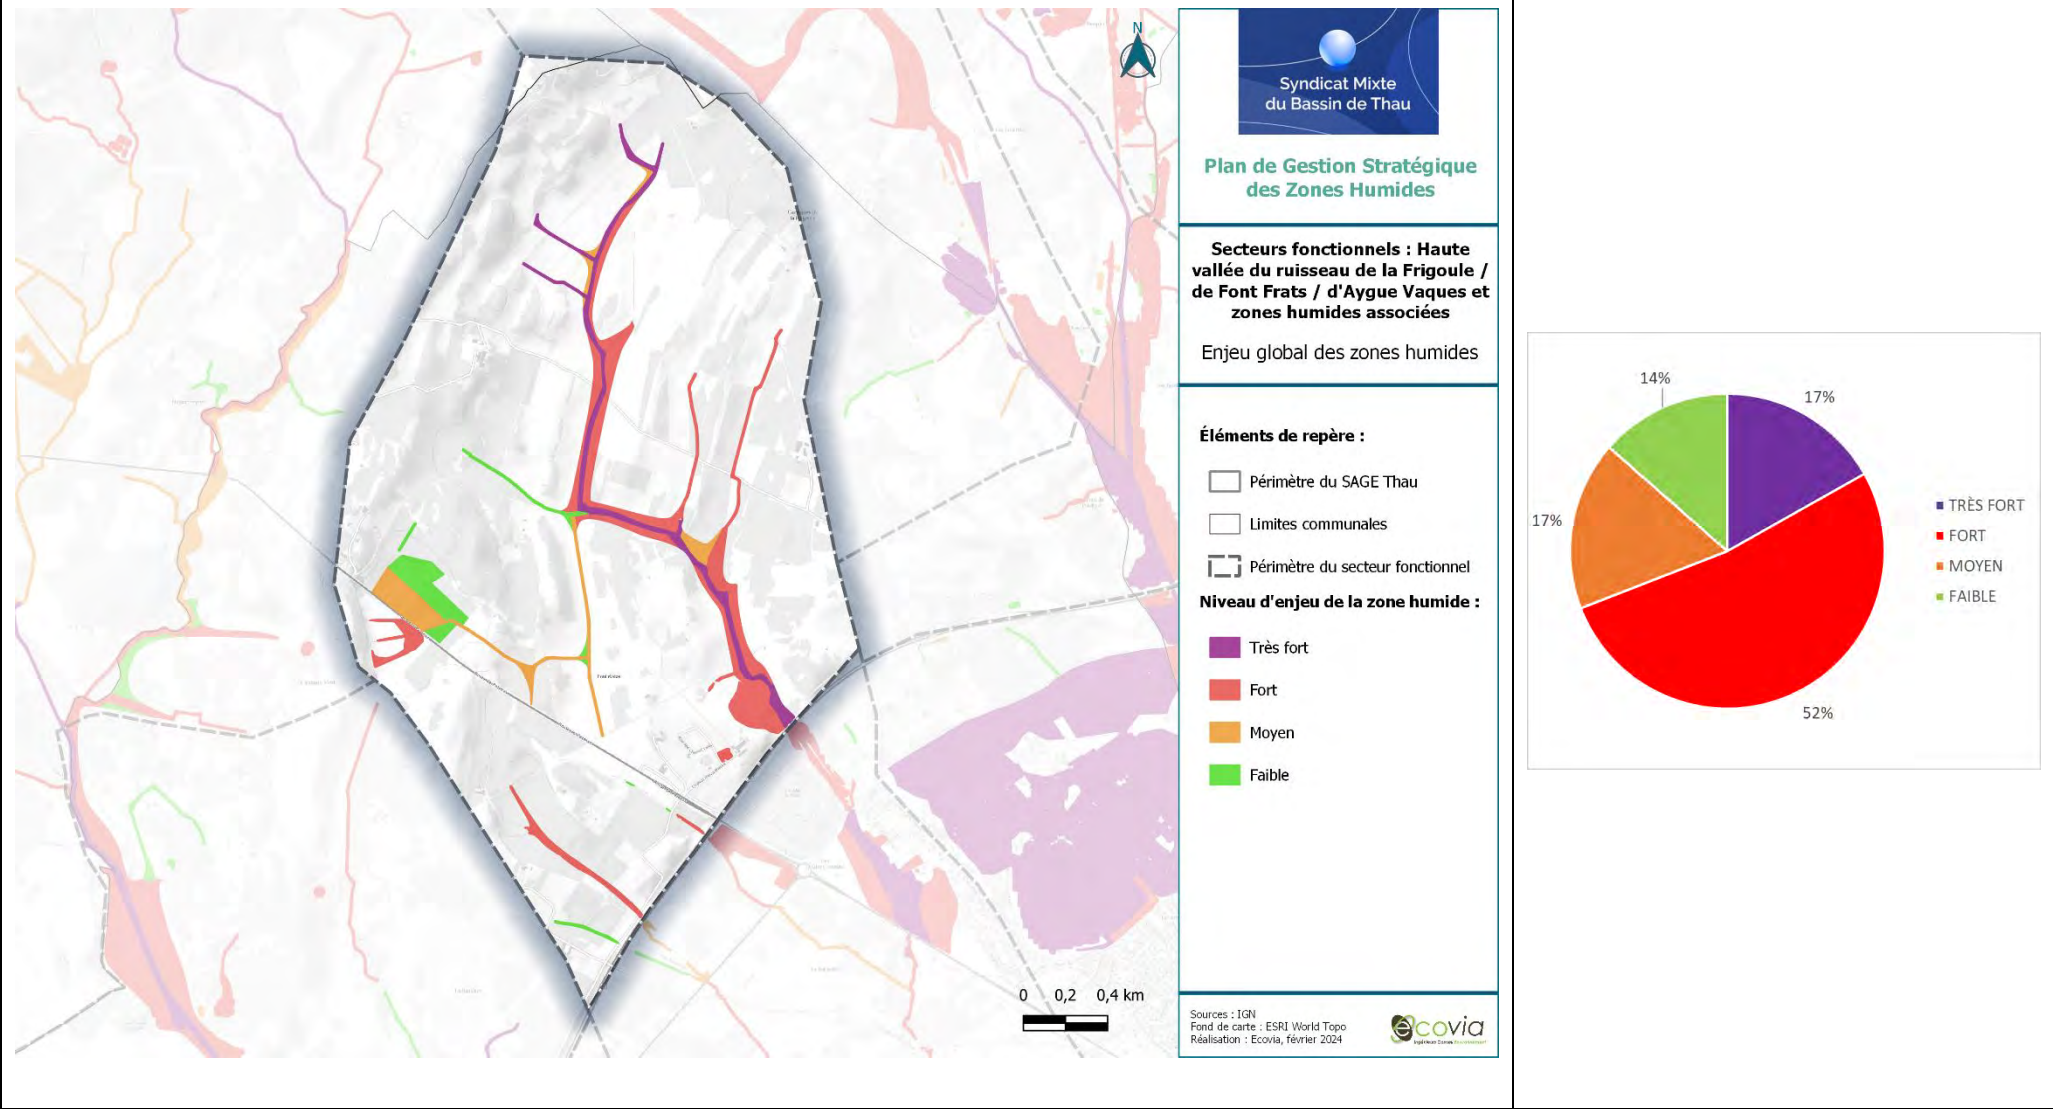 N
Syndicat Mixte
du Bassin de Thau
Plan de Gestion Stratégique
des Zones Humides
Secteurs fonctionnels : Haute
vallée du ruisseau de la Frigoule /
de Font Frats / d'Aygue Vaques et
zones humides associées
Enjeu global des zones humides
Éléments de repère :
Périmètre du SAGE Thau
Limites communales
Périmètre du secteur fonctionnel
Niveau d'enjeu de la zone humide :
Très fort
Fort
Moyen
Faible
0 0,2 0,4 km
Sources : IGN
Fond de carte : ESRI World Topo
Réalisation : Ecovia, février 2024
ecovia
14%
17%
17%
52%
TRÈS FORT
FORT
MOYEN
FAIBLE